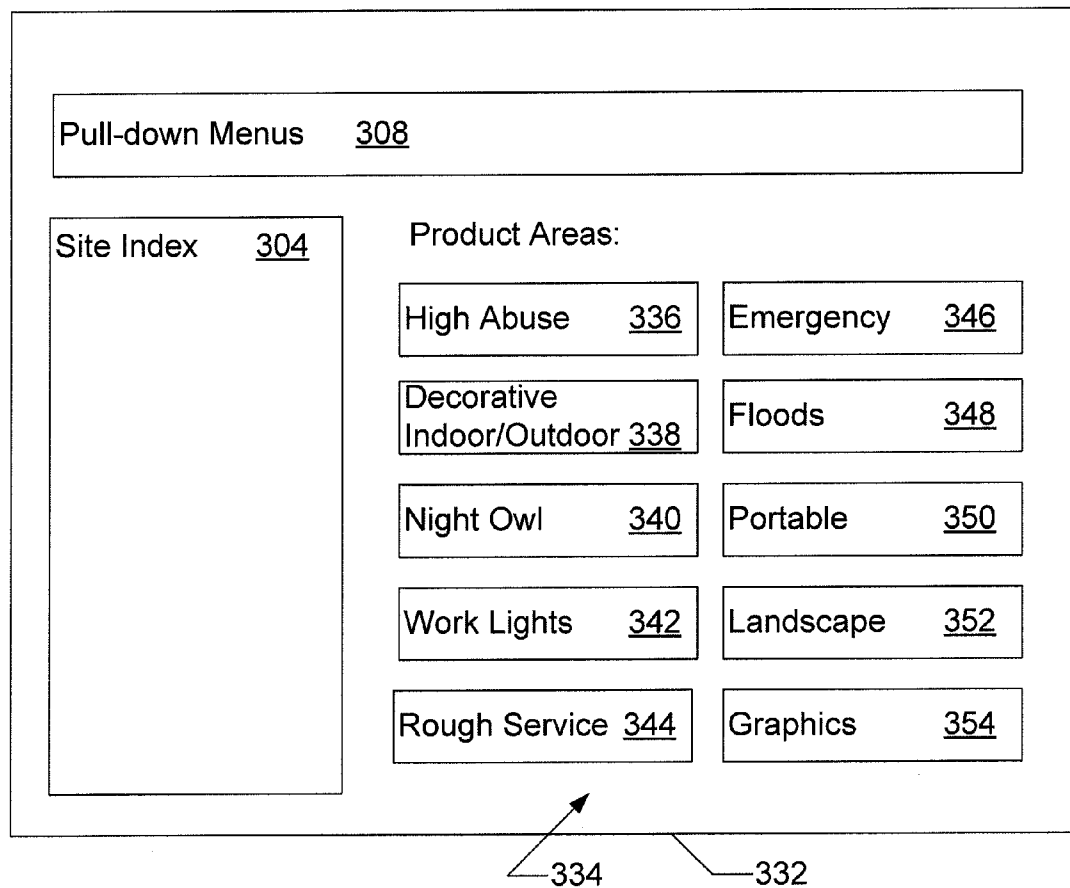 Pull-down Menus 308
Site Index 304
Product Areas:
High Abuse 336
Emergency 346
Decorative
Indoor/Outdoor 338
Floods 348
Night Owl 340
Portable 350
Work Lights 342
Landscape 352
Rough Service 344
Graphics 354
334
332